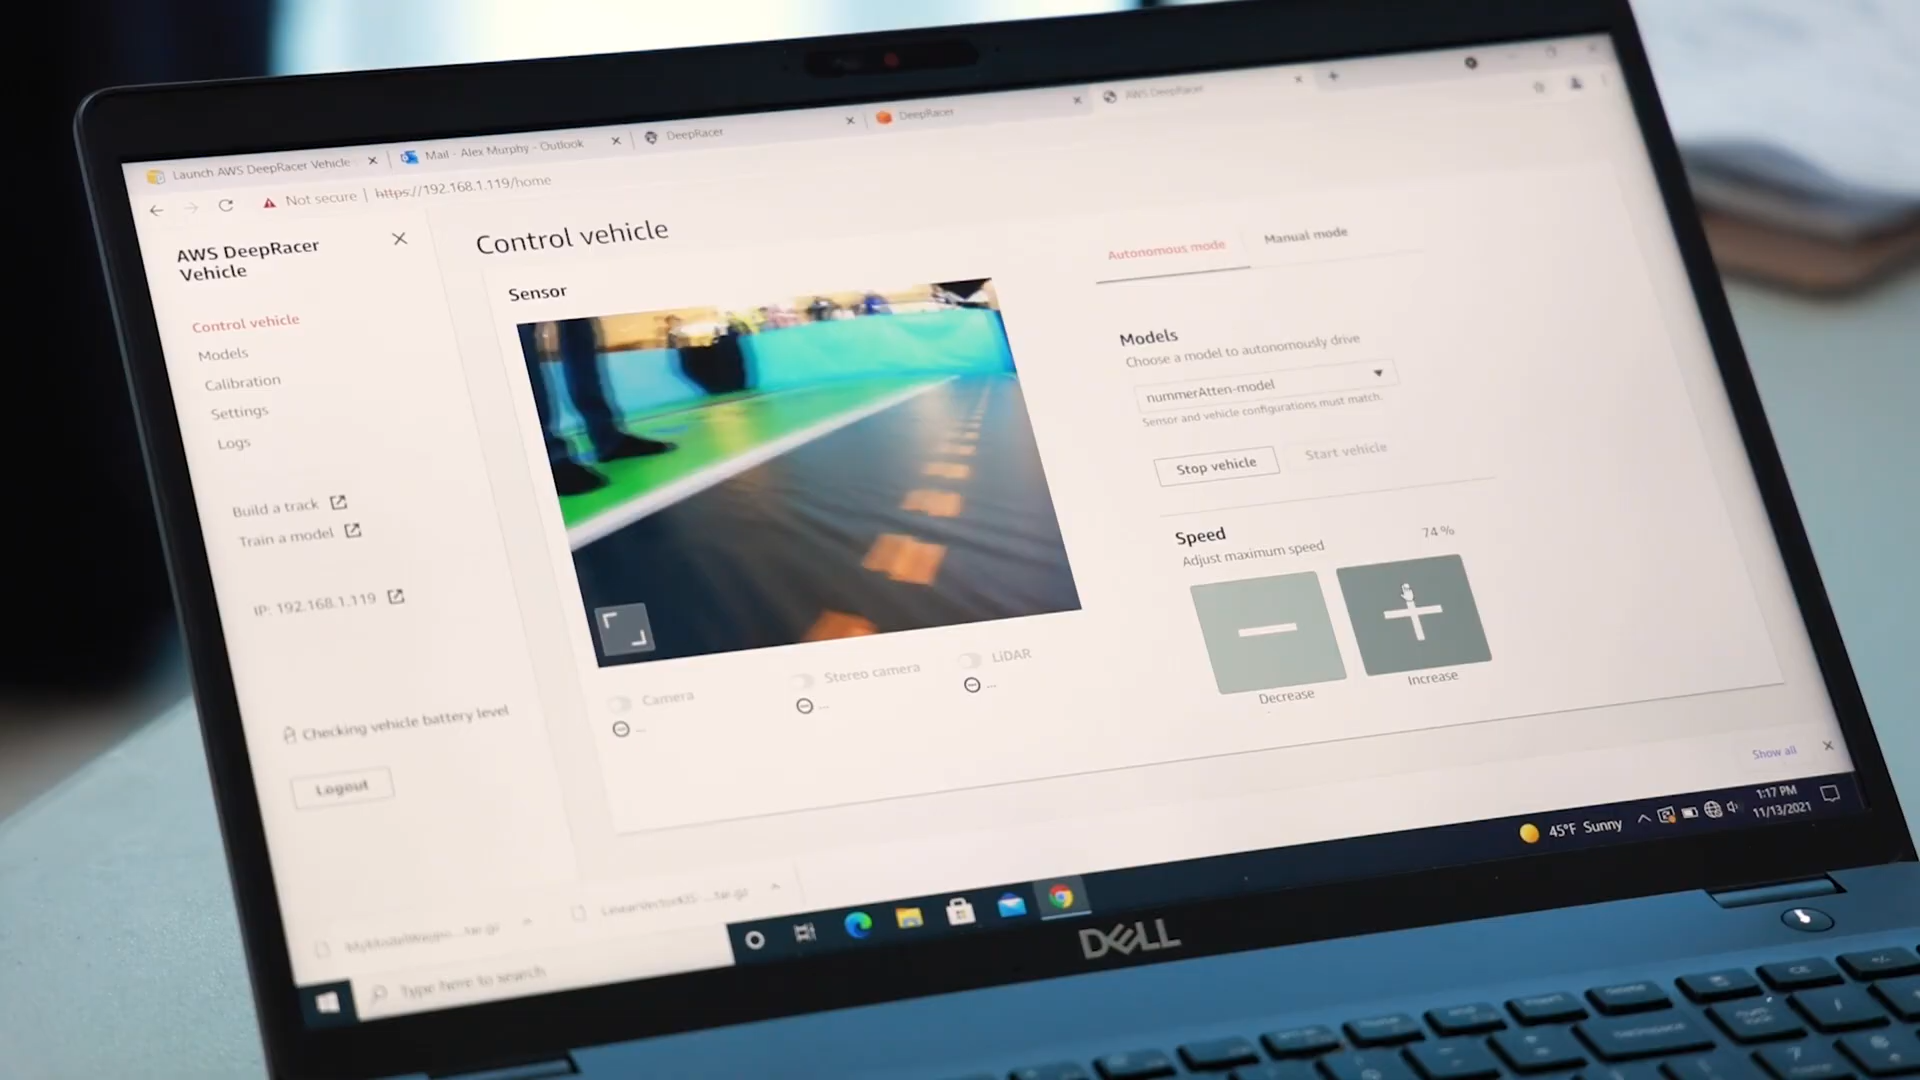 Launch AWS DeepRacer Vehicle
Mail - Alex Murphy - Outlook
DeepRacer
DeepRacer
AWS DeepRacer
Not secure | https://192.168.1.119/home
AWS DeepRacer
Vehicle
Control vehicle
Models
Calibration
Settings
Logs
Build a track
Train a model
IP: 192.168.1.119
Checking vehicle battery level
Logout
Control vehicle
Sensor
Camera
...
Stereo camera
...
LiDAR
...
Autonomous mode
Manual mode
Models
Choose a model to autonomously drive
nummerAtten-model
Sensor and vehicle configurations must match.
Stop vehicle
Start vehicle
Speed
74 %
Adjust maximum speed
Decrease
Increase
Show all
Type here to search
45°F Sunny
1:17 PM
11/13/2021
DELL